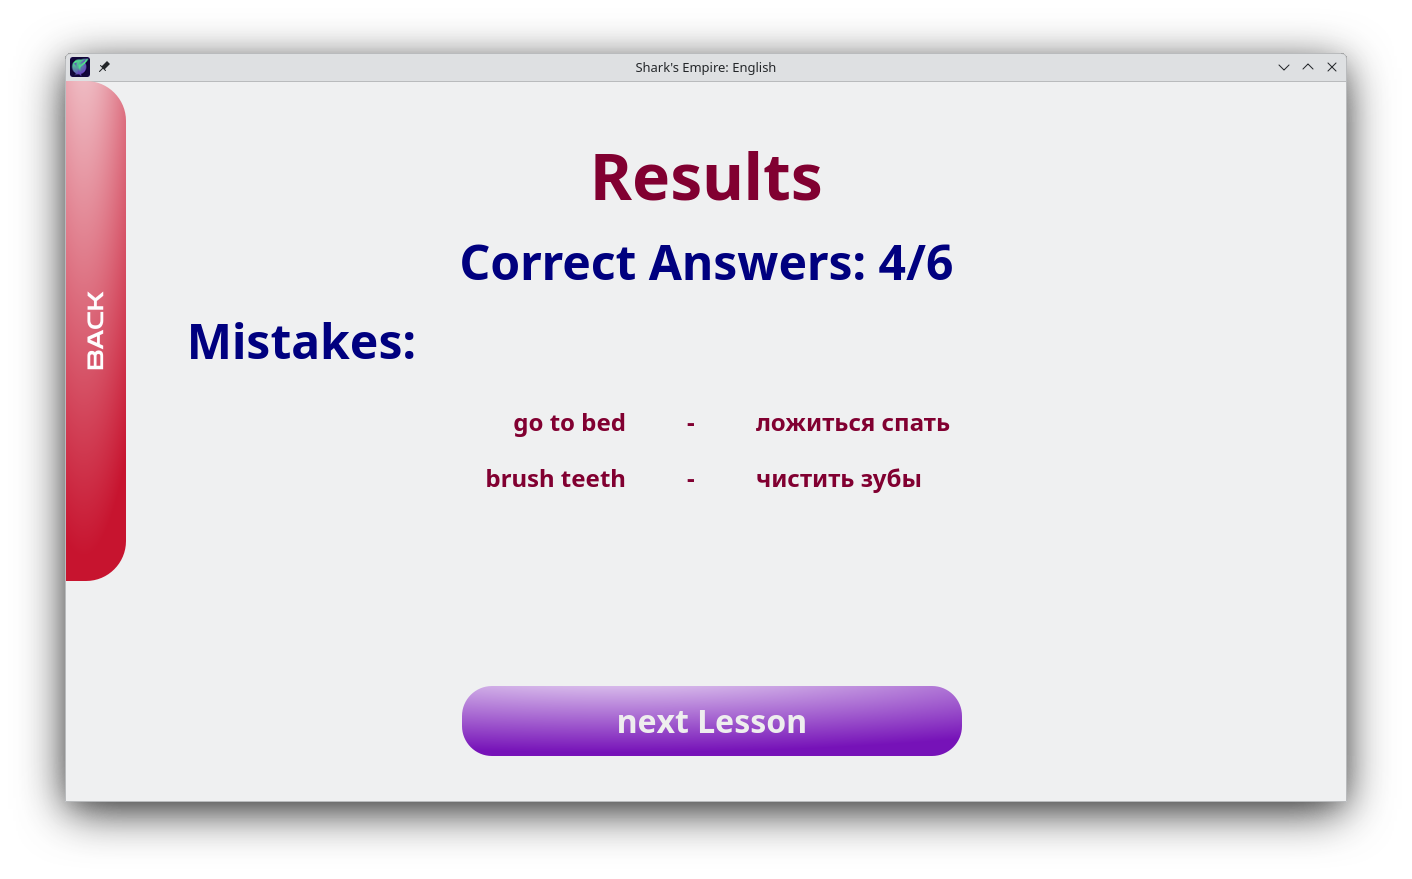 Shark's Empire: English
BACK
Results
Correct Answers: 4/6
Mistakes:
go to bed - ложиться спать
brush teeth - чистить зубы
next Lesson